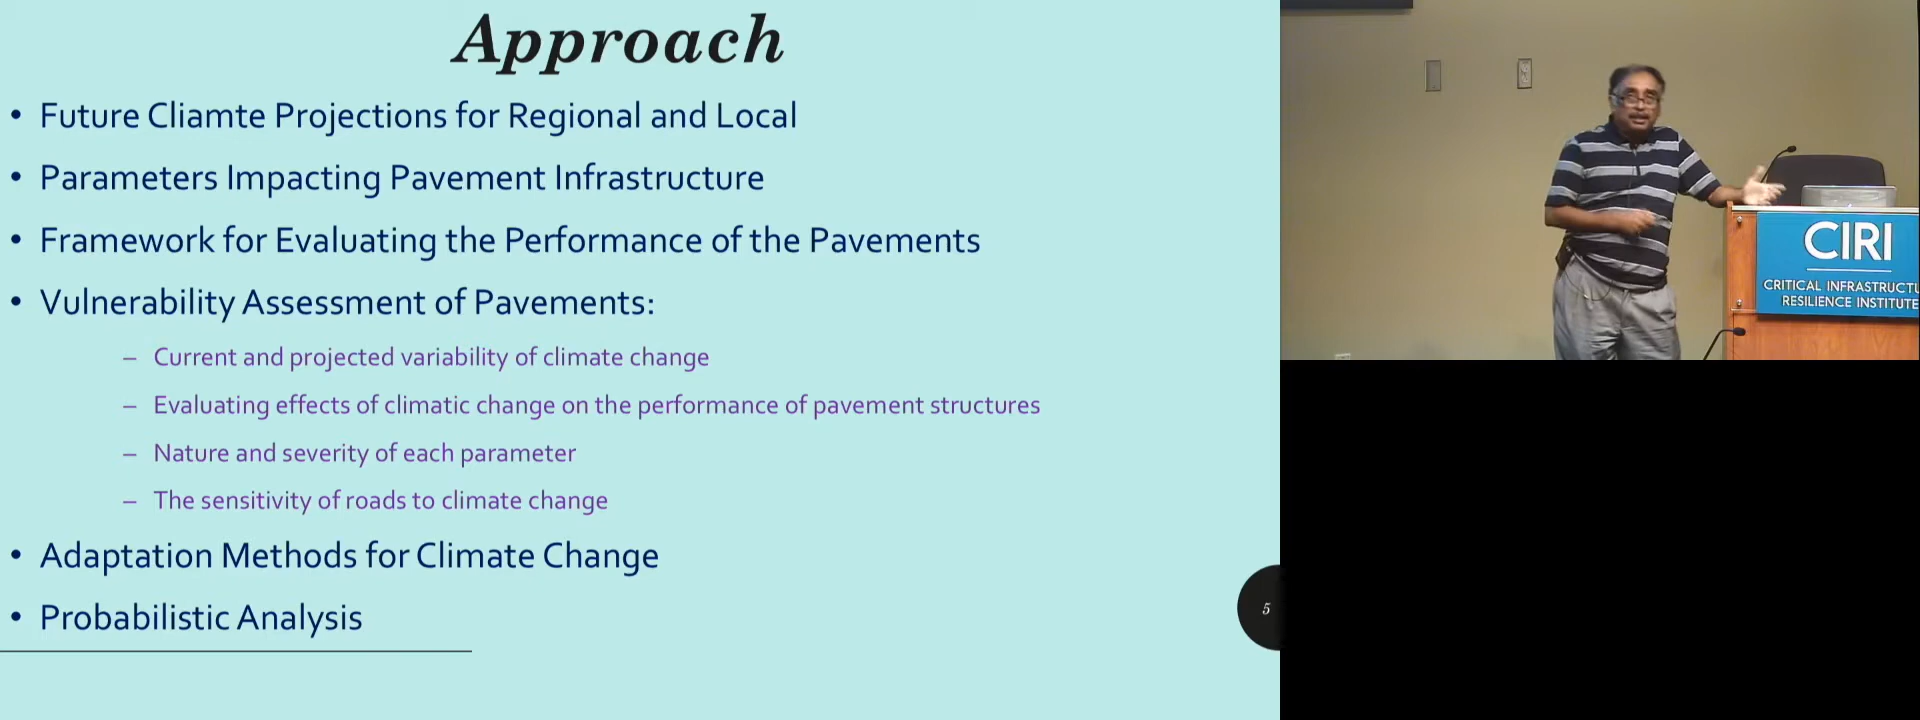 Approach
• Future Cliamte Projections for Regional and Local
• Parameters Impacting Pavement Infrastructure
• Framework for Evaluating the Performance of the Pavements
• Vulnerability Assessment of Pavements:
– Current and projected variability of climate change
– Evaluating effects of climatic change on the performance of pavement structures
– Nature and severity of each parameter
– The sensitivity of roads to climate change
• Adaptation Methods for Climate Change
• Probabilistic Analysis
5
CIRI
CRITICAL INFRASTRUCTU
RESILIENCE INSTITUTE